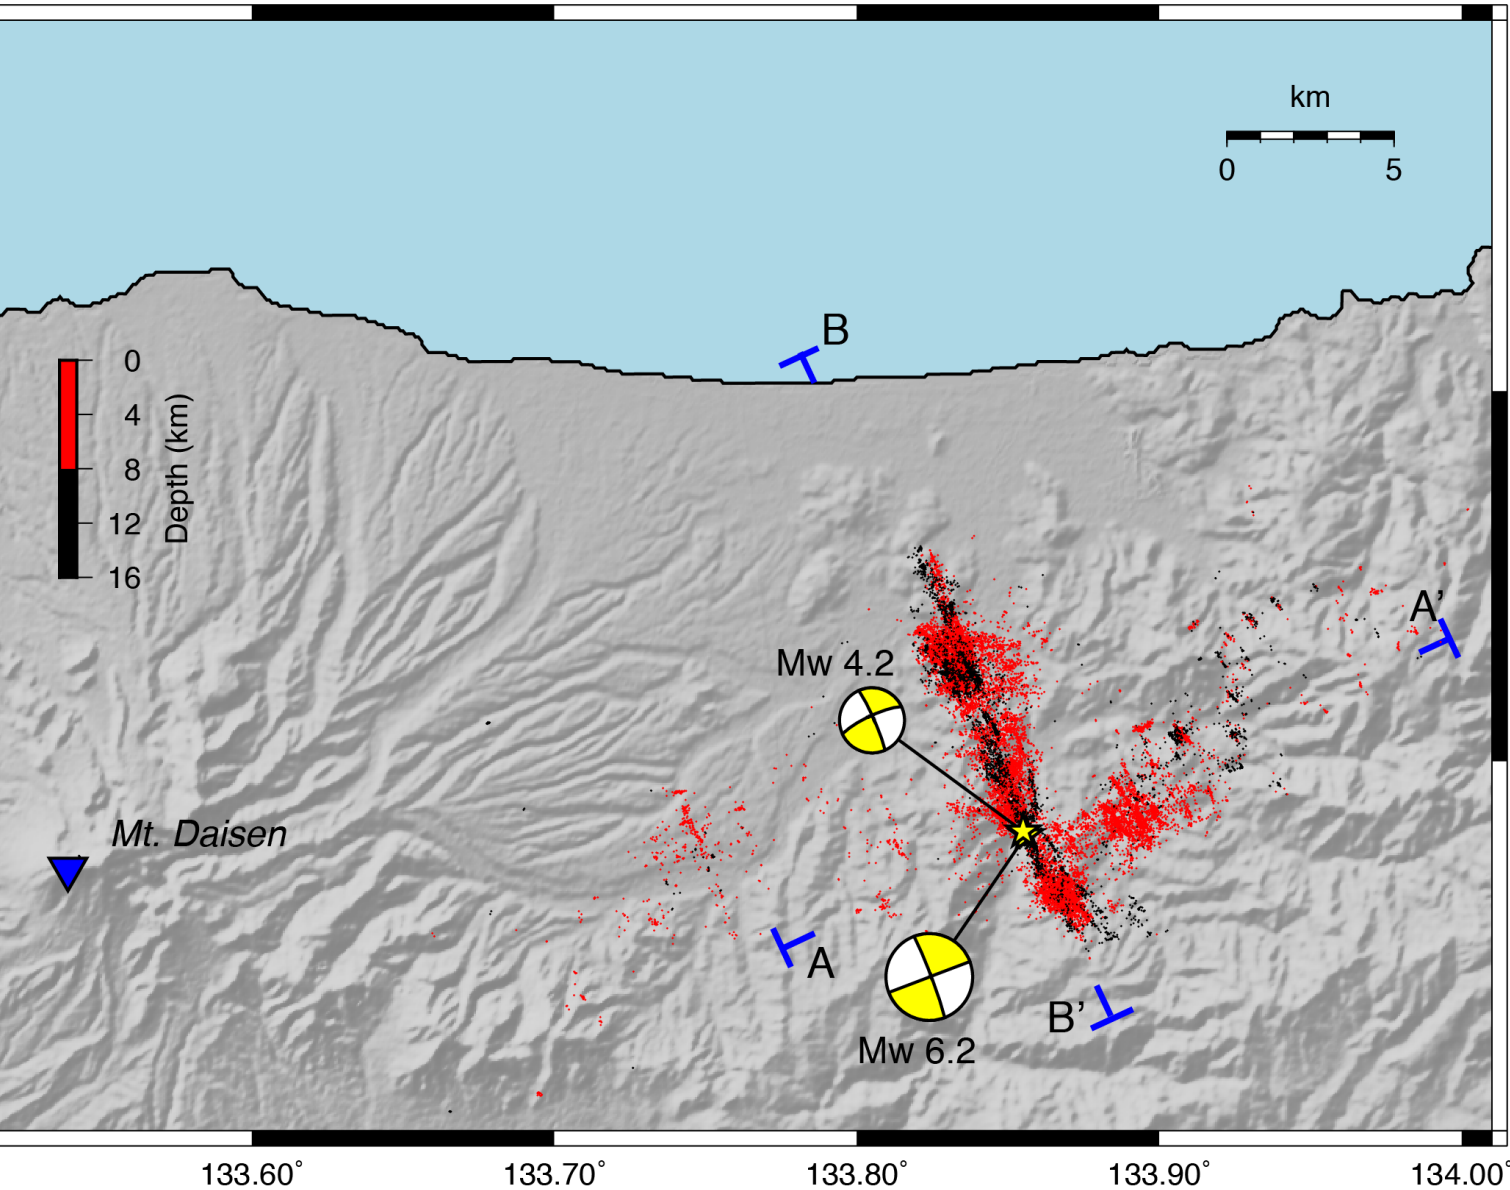 km
0 5
B
0
4
8
12
16
Depth (km)
A’
Mw 4.2
Mt. Daisen
A
B’
Mw 6.2
133.60° 133.70° 133.80° 133.90° 134.00°